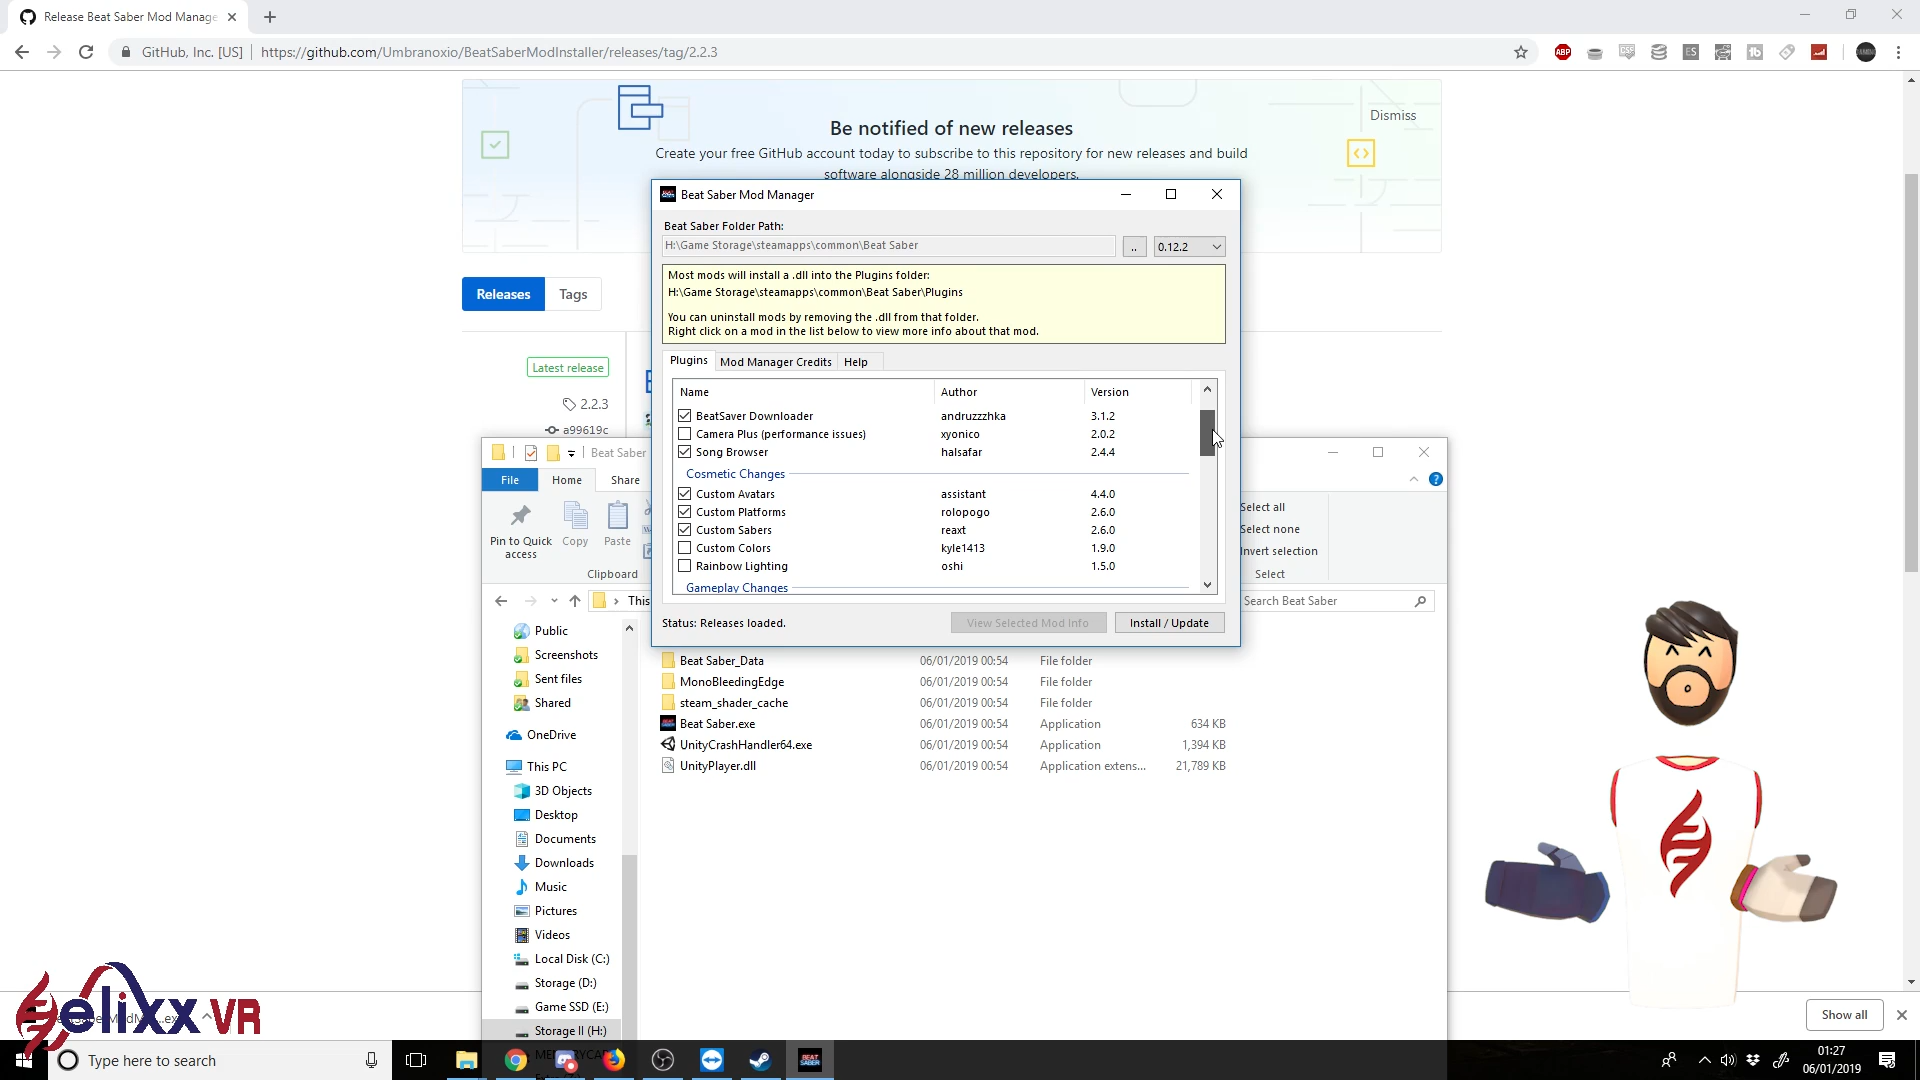 Release Beat Saber Mod Manage
GitHub, Inc. [US]
https://github.com/Umbranoxio/BeatSaberModInstaller/releases/tag/2.2.3
ABP
CSS
ES
Be notified of new releases
Dismiss
Create your free GitHub account today to subscribe to this repository for new releases and build
software alongside 28 million developers.
Releases
Tags
Latest release
2.2.3
a99619c
Beat Saber Mod Manager
Beat Saber Folder Path:
H:\Game Storage\steamapps\common\Beat Saber
..
0.12.2
Most mods will install a .dll into the Plugins folder:
H:\Game Storage\steamapps\common\Beat Saber\Plugins
You can uninstall mods by removing the .dll from that folder.
Right click on a mod in the list below to view more info about that mod.
Plugins
Mod Manager Credits
Help
Name Author Version
BeatSaver Downloader andruzzzhka 3.1.2
Camera Plus (performance issues) xyonico 2.0.2
Song Browser halsafar 2.4.4
Cosmetic Changes
Custom Avatars assistant 4.4.0
Custom Platforms rolopogo 2.6.0
Custom Sabers reaxt 2.6.0
Custom Colors kyle1413 1.9.0
Rainbow Lighting oshi 1.5.0
Gameplay Changes
Status: Releases loaded.
View Selected Mod Info
Install / Update
Beat Saber
File
Home
Share
Pin to Quick access
Copy
Paste
Clipboard
Select all
Select none
Invert selection
Select
This
Search Beat Saber
Public
Screenshots
Sent files
Shared
OneDrive
This PC
3D Objects
Desktop
Documents
Downloads
Music
Pictures
Videos
Local Disk (C:)
Storage (D:)
Game SSD (E:)
Storage II (H:)
Beat Saber_Data 06/01/2019 00:54 File folder
MonoBleedingEdge 06/01/2019 00:54 File folder
steam_shader_cache 06/01/2019 00:54 File folder
Beat Saber.exe 06/01/2019 00:54 Application 634 KB
UnityCrashHandler64.exe 06/01/2019 00:54 Application 1,394 KB
UnityPlayer.dll 06/01/2019 00:54 Application extens... 21,789 KB
elixx VR
Show all
Type here to search
BEAT SABER
01:27
06/01/2019